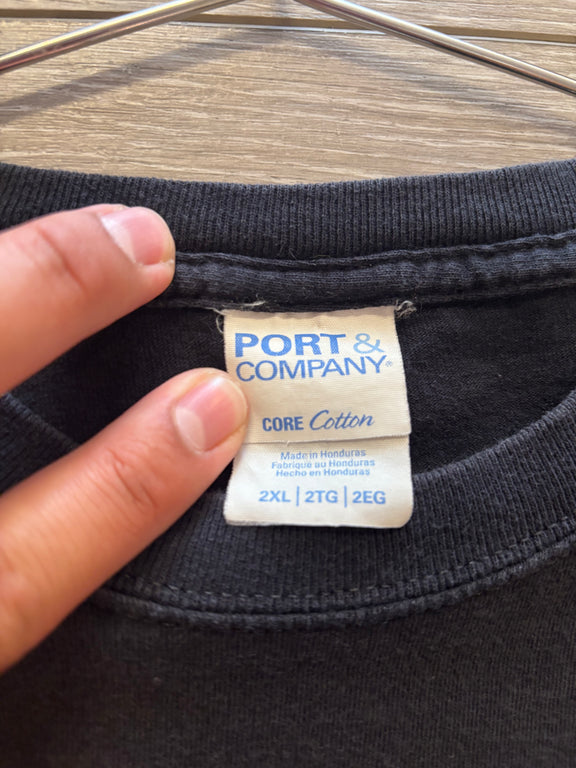 PORT &
COMPANY®
CORE Cotton
Made in Honduras
Fabriqué au Honduras
Hecho en Honduras
2XL | 2TG | 2EG